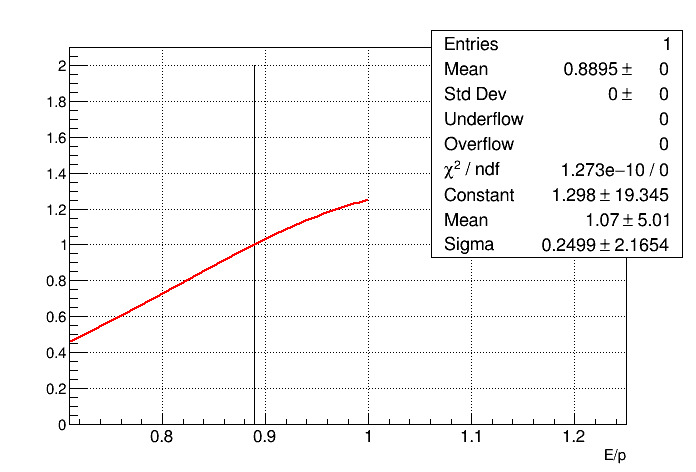 Entries 1
Mean 0.8895 ± 0
Std Dev 0 ± 0
Underflow 0
Overflow 0
χ² / ndf 1.273e−10 / 0
Constant 1.298 ± 19.345
Mean 1.07 ± 5.01
Sigma 0.2499 ± 2.1654
2
1.8
1.6
1.4
1.2
1
0.8
0.6
0.4
0.2
0
0.8 0.9 1 1.1 1.2
E/p